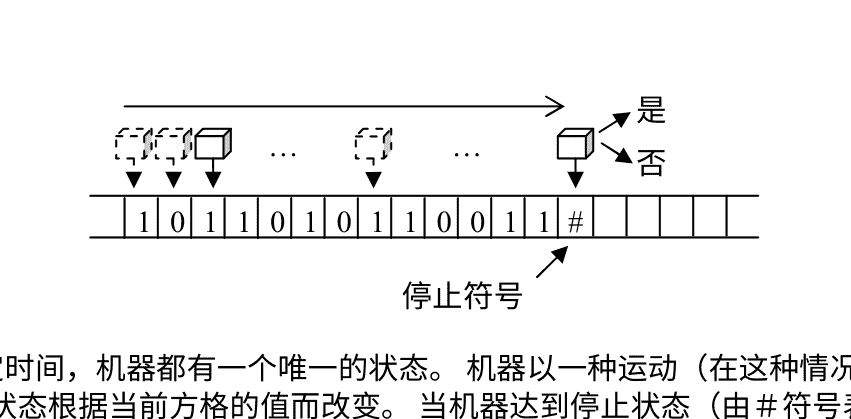 是
… …
否
1 0 1 1 0 1 0 1 1 0 0 1 1 #
停止符号
时间，机器都有一个唯一的状态。 机器以一种运动（在这种情况
状态根据当前方格的值而改变。 当机器达到停止状态（由＃符号